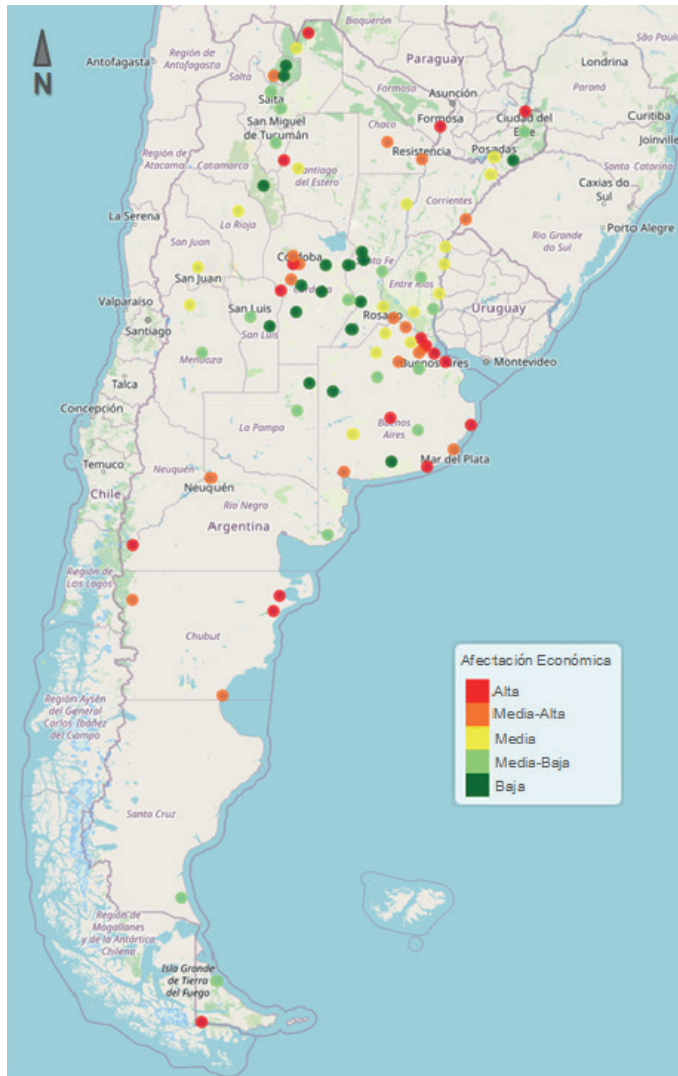 Boquerón
São Paulo
Región de
Antofagasta
Antofagasta
Paraguay
Londrina
Paraná
N
Salta
Salta
Formosa
Asunción
Formosa
Ciudad del
Este
Curitiba
Joinville
San Miguel
de Tucumán
Chaco
Resistencia
Posadas
Santa Catarina
Región de
Atacama
Catamarca
Santiago
del Estero
Corrientes
Caxias do
Sul
La Serena
La Rioja
Rio Grande
do Sul
Porto Alegre
San Juan
Córdoba
Santa Fe
San Juan
Córdoba
Entre Ríos
Valparaíso
San Luis
Rosario
Uruguay
Santiago
San Luis
Mendoza
Buenos Aires
Montevideo
Talca
Concepción
La Pampa
Buenos
Aires
Temuco
Neuquén
Mar del Plata
Chile
Neuquén
Río Negro
Argentina
Región de
Los Lagos
Chubut
Afectación Económica
Alta
Media-Alta
Media
Media-Baja
Baja
Región Aysén
del General
Carlos Ibáñez
del Campo
Santa Cruz
Región de
Magallanes
y de la Antártica
Chilena
Isla Grande
de Tierra
del Fuego